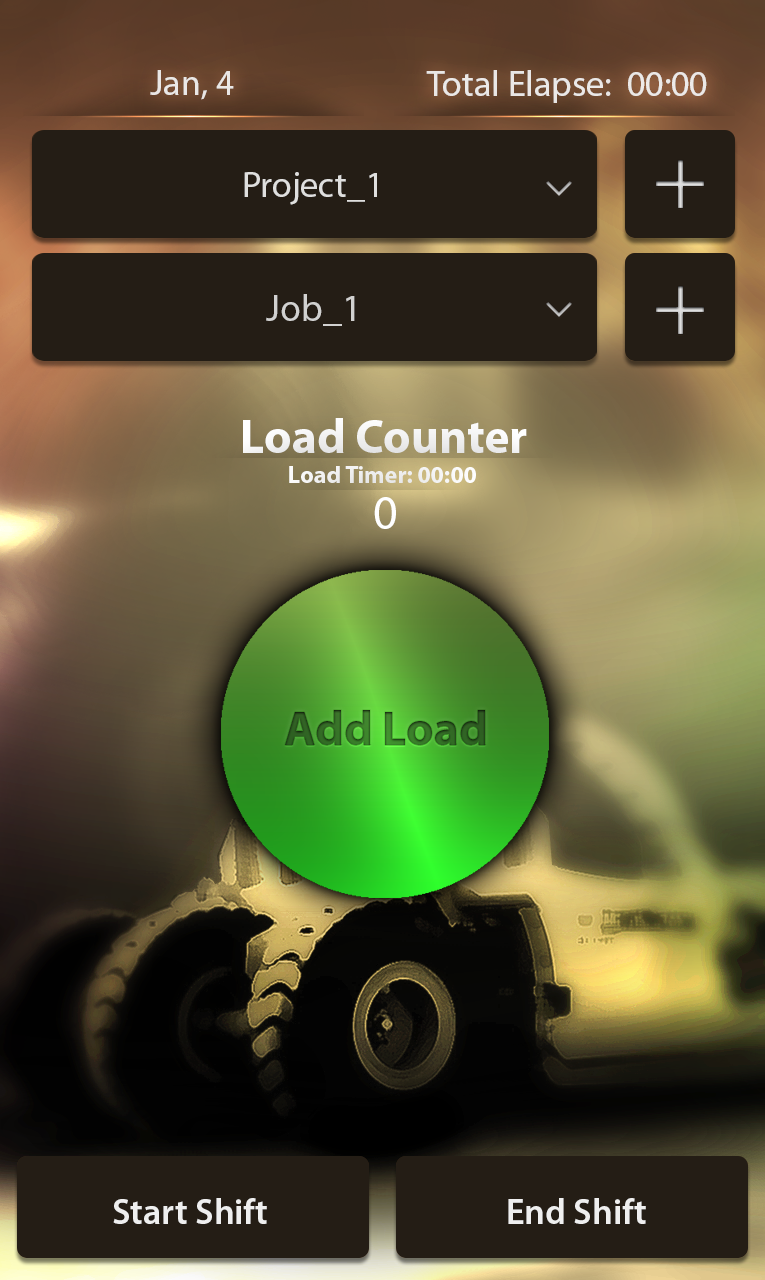 Jan, 4
Total Elapse: 00:00
Project_1
Job_1
Load Counter
Load Timer: 00:00
0
Add Load
Start Shift
End Shift